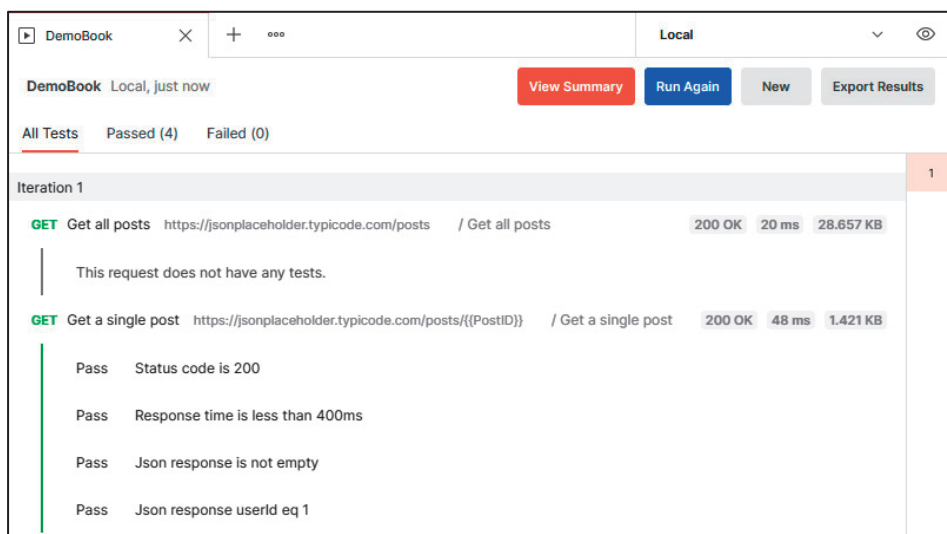 DemoBook
Local
DemoBook Local, just now View Summary Run Again New Export Results
All Tests Passed (4) Failed (0)
1
Iteration 1
GET Get all posts https://jsonplaceholder.typicode.com/posts / Get all posts 200 OK 20 ms 28.657 KB
This request does not have any tests.
GET Get a single post https://jsonplaceholder.typicode.com/posts/{{PostID}} / Get a single post 200 OK 48 ms 1.421 KB
Pass Status code is 200
Pass Response time is less than 400ms
Pass Json response is not empty
Pass Json response userId eq 1